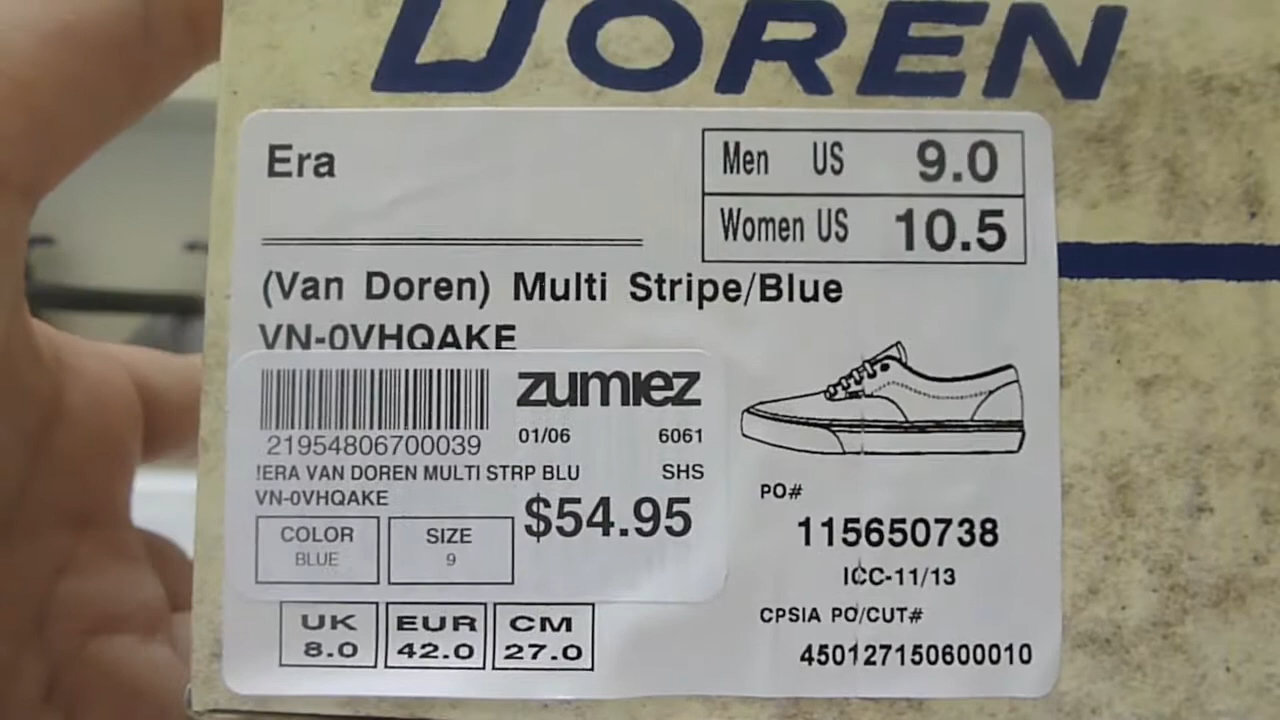 DOREN
Era
Men US 9.0
Women US 10.5
(Van Doren) Multi Stripe/Blue
VN-0VHQAKE
zumiez
21954806700039
01/06 6061
!ERA VAN DOREN MULTI STRP BLU SHS
VN-0VHQAKE
$54.95
COLOR
BLUE
SIZE
9
PO#
115650738
ICC-11/13
CPSIA PO/CUT#
450127150600010
UK
8.0
EUR
42.0
CM
27.0